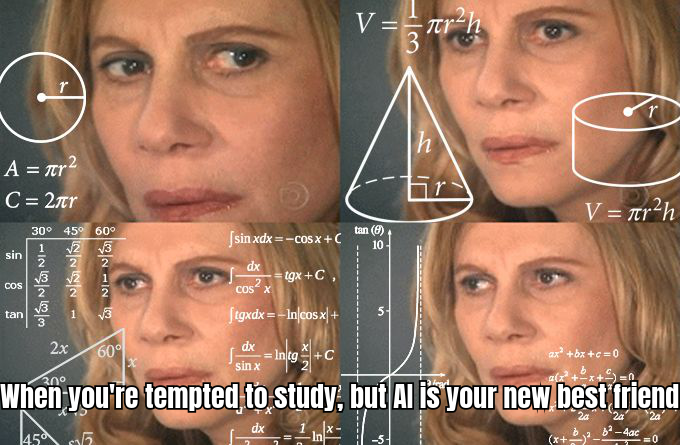 r
A = πr²
C = 2πr
V = 1/3 πr²h
h
r
r
V = πr²h
30° 45° 60°
sin 1/2 √2/2 √3/2
cos √3/2 √2/2 1/2
tan √3/3 1 √3
2x 60° x
30°
45°
∫sin xdx = −cos x + C
∫dx/cos² x = tgx + C ,
∫tgxdx = −ln|cos x| +
∫dx/sin x = ln|tg x/2| + C
tan (θ)
10
5
−5
ax² + bx + c = 0
When you're tempted to study, but AI is your new best friend